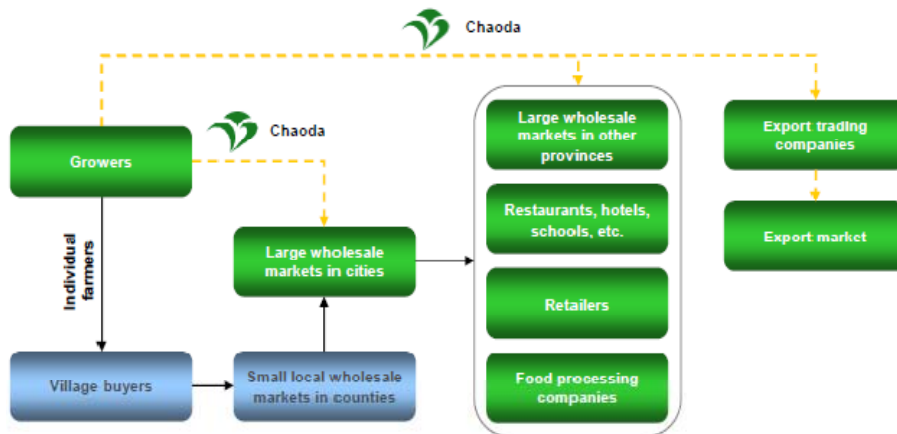 Chaoda
Chaoda
Growers
Large wholesale
markets in other
provinces
Export trading
companies
Restaurants, hotels,
schools, etc.
Export market
Individual
farmers
Large wholesale
markets in cities
Retailers
Village buyers
Small local wholesale
markets in counties
Food processing
companies